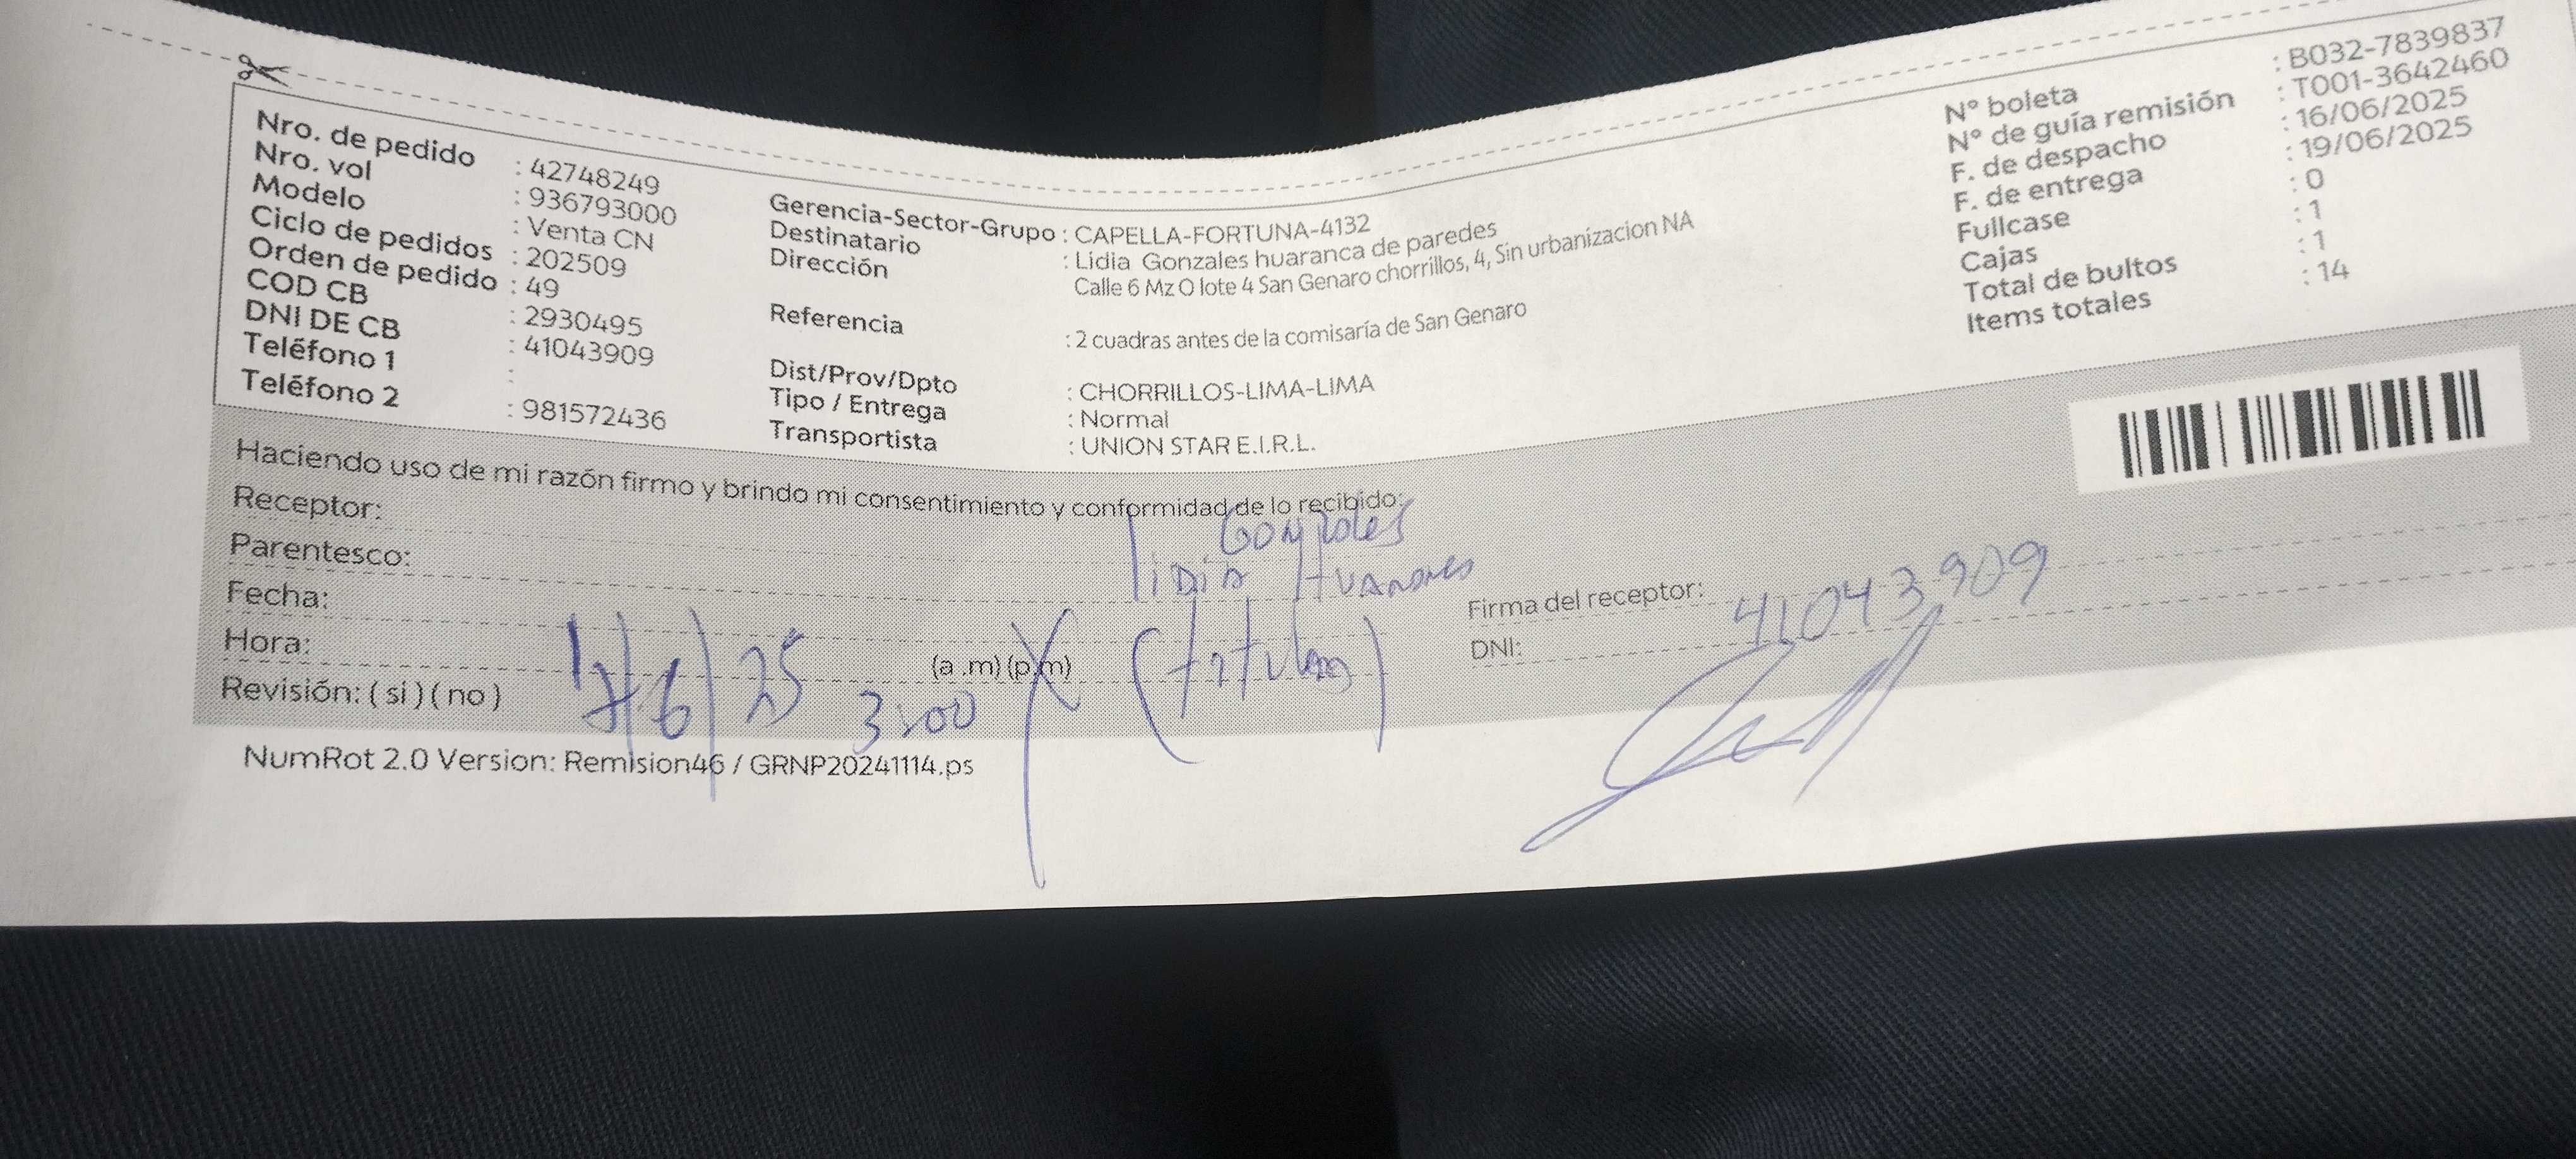 Nro. de pedido : 42748249
Nro. vol : 936793000
Modelo : Venta CN
Ciclo de pedidos : 202509
Orden de pedido : 49
COD CB : 2930495
DNI DE CB : 41043909
Teléfono 1 :
Teléfono 2 : 981572436
Gerencia-Sector-Grupo : CAPELLA-FORTUNA-4132
Destinatario : Lidia Gonzales huaranca de paredes
Dirección : Calle 6 Mz O lote 4 San Genaro chorrillos, 4, Sin urbanizacion NA
Referencia : 2 cuadras antes de la comisaría de San Genaro
Dist/Prov/Dpto : CHORRILLOS-LIMA-LIMA
Tipo / Entrega : Normal
Transportista : UNION STAR E.I.R.L.
N° boleta : B032-7839837
N° de guía remisión : T001-3642460
F. de despacho : 16/06/2025
F. de entrega : 19/06/2025
Fullcase : 0
Cajas : 1
Total de bultos : 1
Items totales : 14
Haciendo uso de mi razón firmo y brindo mi consentimiento y conformidad de lo recibido:
Receptor:
Gonzales
lidia
Parentesco:
(titular)
Fecha:
17/6/25
Hora:
3:00
(a .m) (p.m)
Revisión: ( si ) ( no )
Firma del receptor:
DNI:
41043909
NumRot 2.0 Version: Remision46 / GRNP20241114.ps